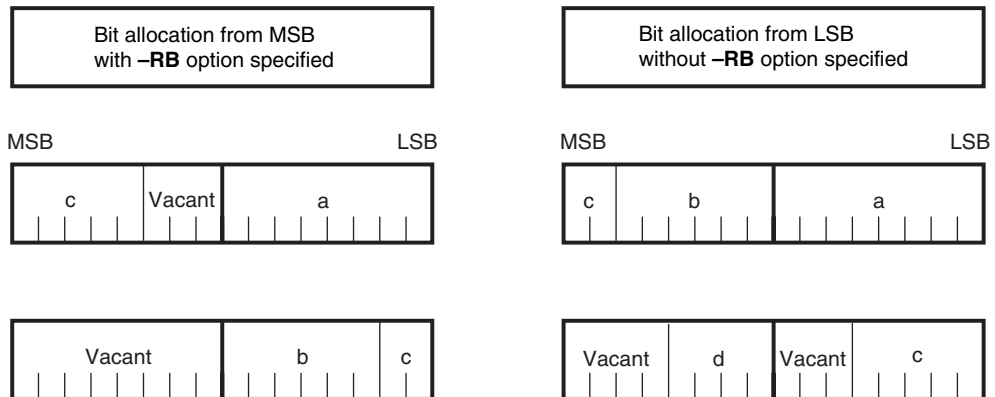 Bit allocation from MSB
with –RB option specified
Bit allocation from LSB
without –RB option specified
MSB LSB
MSB LSB
c Vacant a
c b a
Vacant b c
Vacant d Vacant c